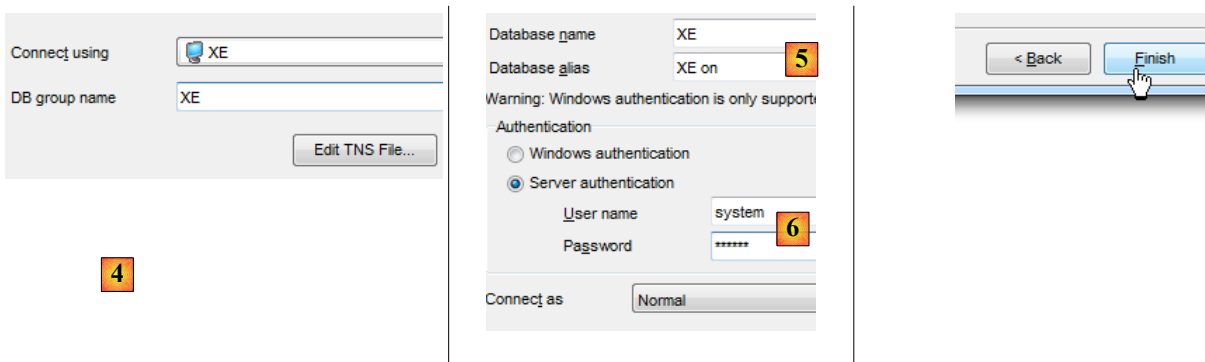 Connect using
XE
DB group name
XE
Edit TNS File...
4
Database name
XE
Database alias
XE on
5
Warning: Windows authentication is only supporte
Authentication
Windows authentication
Server authentication
User name
system
Password
******
6
Connect as
Normal
< Back
Finish